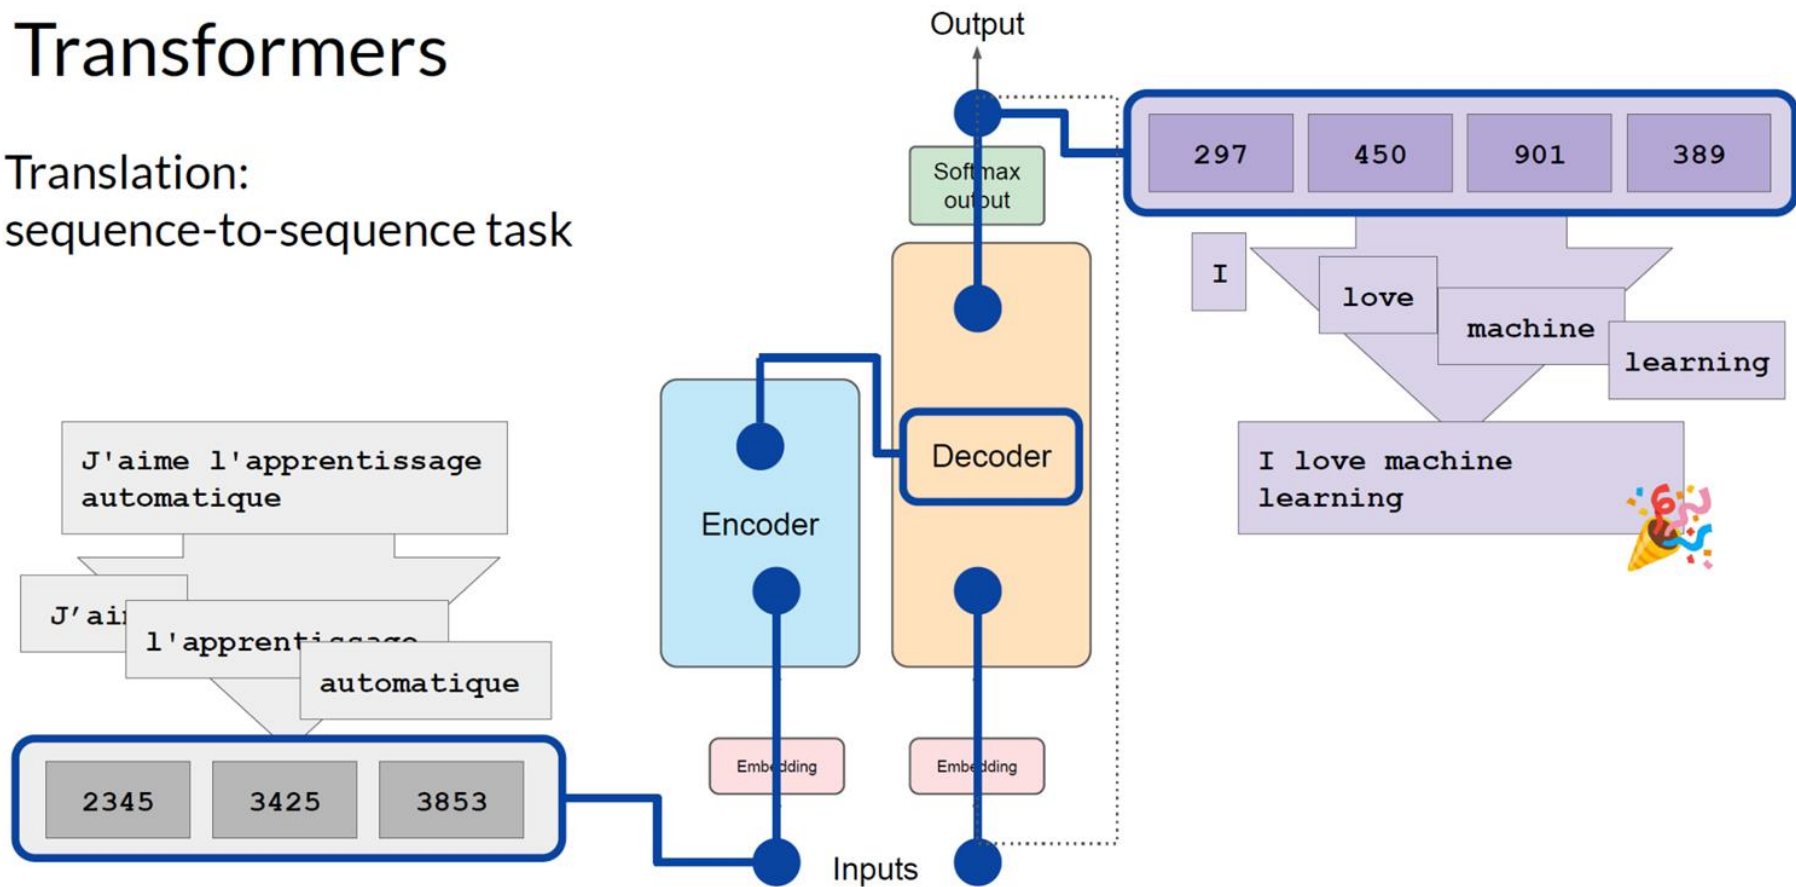 Transformers
Translation:
sequence-to-sequence task
J'aime l'apprentissage
automatique
l'apprentissage
automatique
2345 3425 3853
Encoder
Embedding
Inputs
Embedding
Decoder
Softmax
output
Output
297 450 901 389
I
love
machine
learning
I love machine
learning